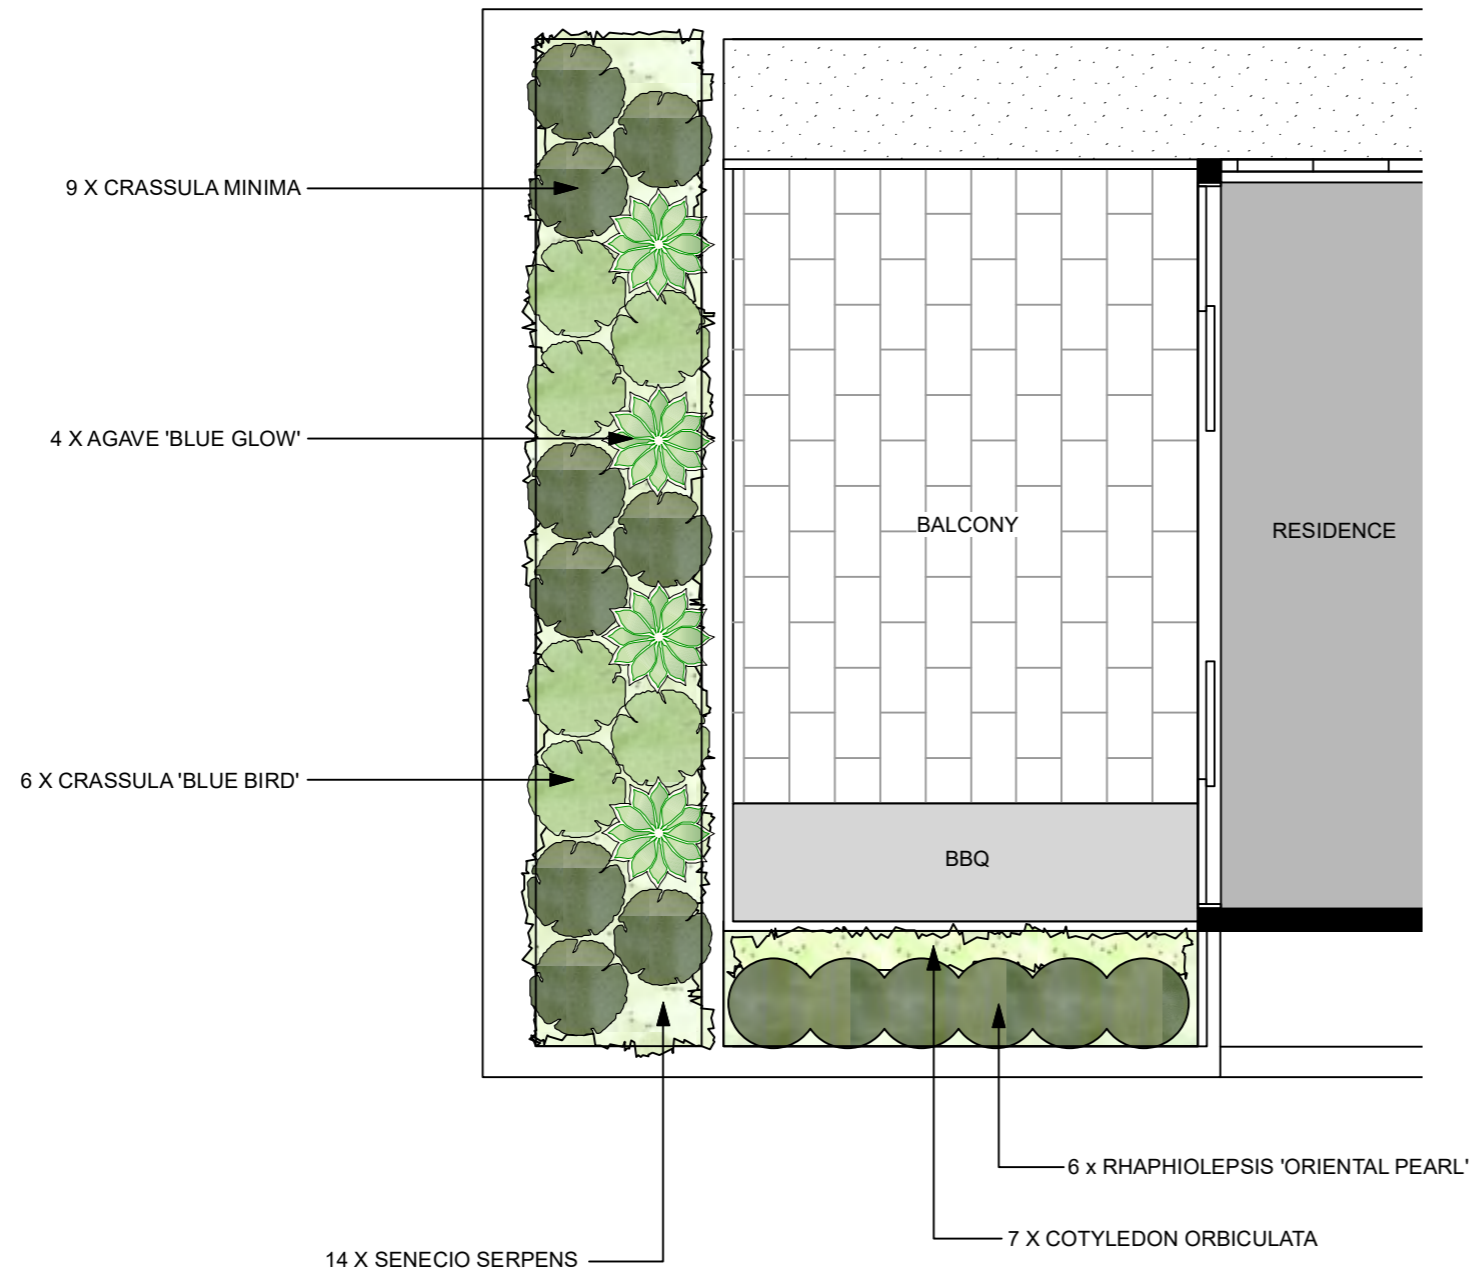 9 X CRASSULA MINIMA
4 X AGAVE 'BLUE GLOW'
BALCONY
RESIDENCE
6 X CRASSULA 'BLUE BIRD'
BBQ
6 x RHAPHIOLEPSIS 'ORIENTAL PEARL'
7 X COTYLEDON ORBICULATA
14 X SENECIO SERPENS